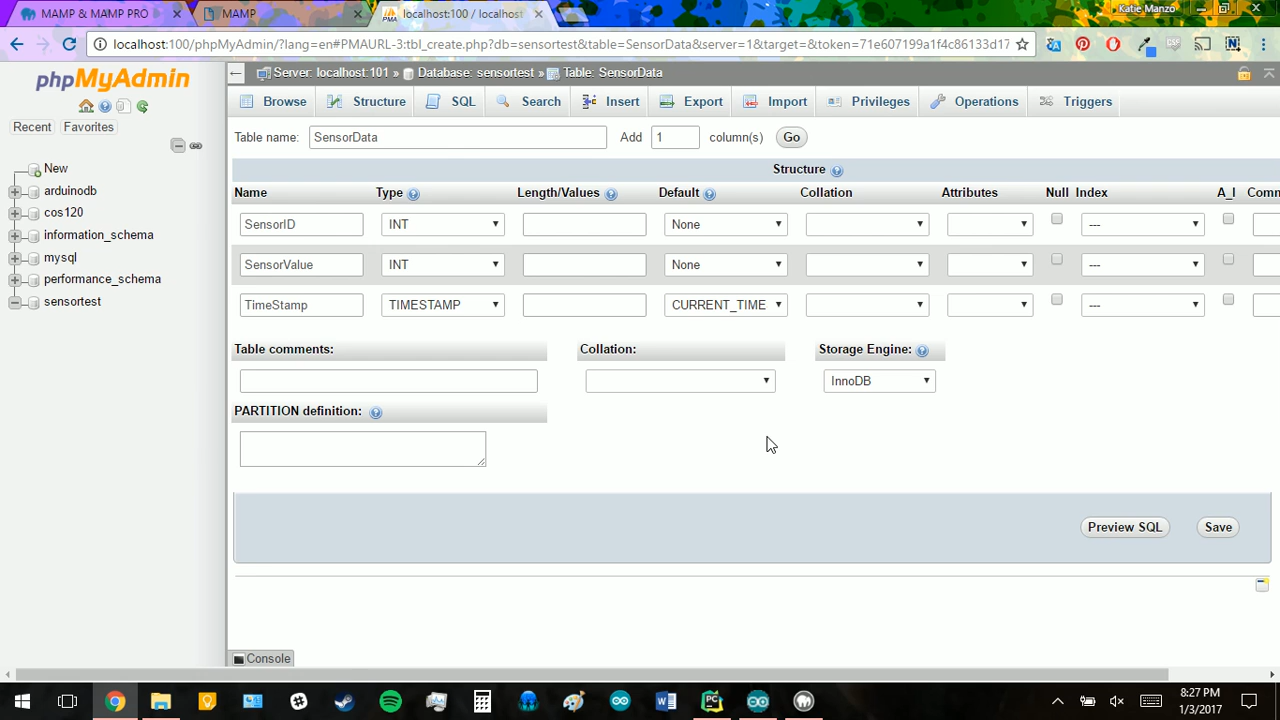 MAMP & MAMP PRO
MAMP
localhost:100 / localhost
Katie Manzo
localhost:100/phpMyAdmin/?lang=en#PMAURL-3:tbl_create.php?db=sensortest&table=SensorData&server=1&target=&token=71e607199a1f4c86133d17
phpMyAdmin
Recent Favorites
New
arduinodb
cos120
information_schema
mysql
performance_schema
sensortest
Server: localhost:101 » Database: sensortest » Table: SensorData
Browse Structure SQL Search Insert Export Import Privileges Operations Triggers
Table name: SensorData Add 1 column(s) Go
Structure
Name Type Length/Values Default Collation Attributes Null Index A_I Comm
SensorID INT None ---
SensorValue INT None ---
TimeStamp TIMESTAMP CURRENT_TIME ---
Table comments: Collation: Storage Engine:
InnoDB
PARTITION definition:
Preview SQL Save
Console
8:27 PM
1/3/2017